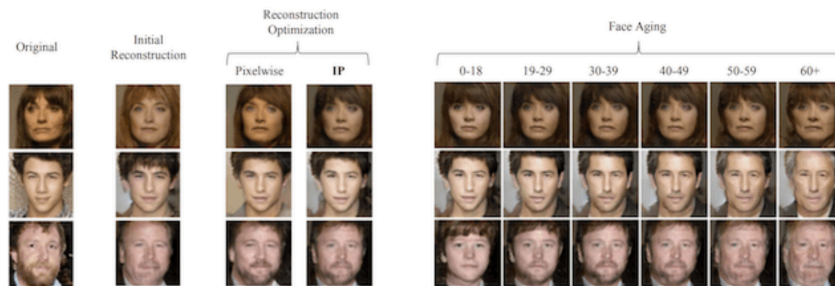 Reconstruction
Optimization
Face Aging
Original
Initial
Reconstruction
Pixelwise
IP
0-18
19-29
30-39
40-49
50-59
60+